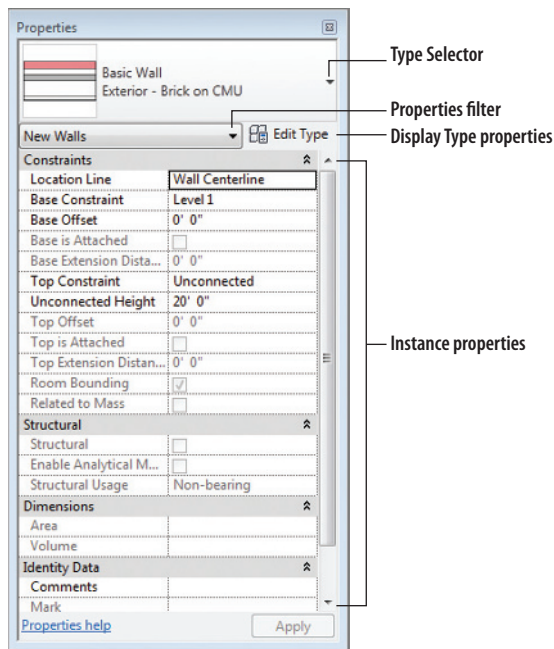 Properties
Basic Wall
Exterior - Brick on CMU
Type Selector
Properties filter
New Walls
Edit Type
Display Type properties
Constraints
Location Line Wall Centerline
Base Constraint Level 1
Base Offset 0' 0"
Base is Attached
Base Extension Dista... 0' 0"
Top Constraint Unconnected
Unconnected Height 20' 0"
Top Offset 0' 0"
Top is Attached
Top Extension Distan... 0' 0"
Instance properties
Room Bounding
Related to Mass
Structural
Structural
Enable Analytical M...
Structural Usage Non-bearing
Dimensions
Area
Volume
Identity Data
Comments
Mark
Properties help
Apply